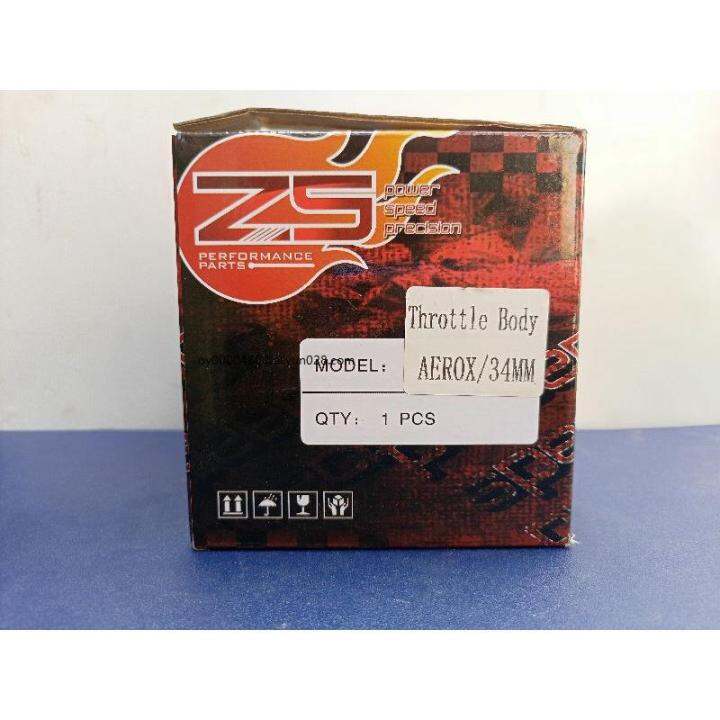 ZS
power
speed
precision
PERFORMANCE
PARTS
Throttle Body
AEROX/34MM
MODEL:
QTY: 1 PCS